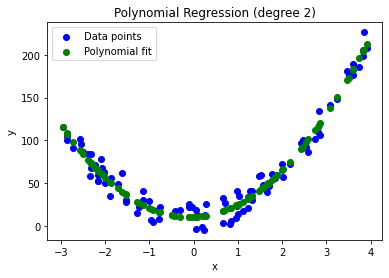 Polynomial Regression (degree 2)
Data points
Polynomial fit
200
150
100
50
0
y
−3 −2 −1 0 1 2 3 4
x